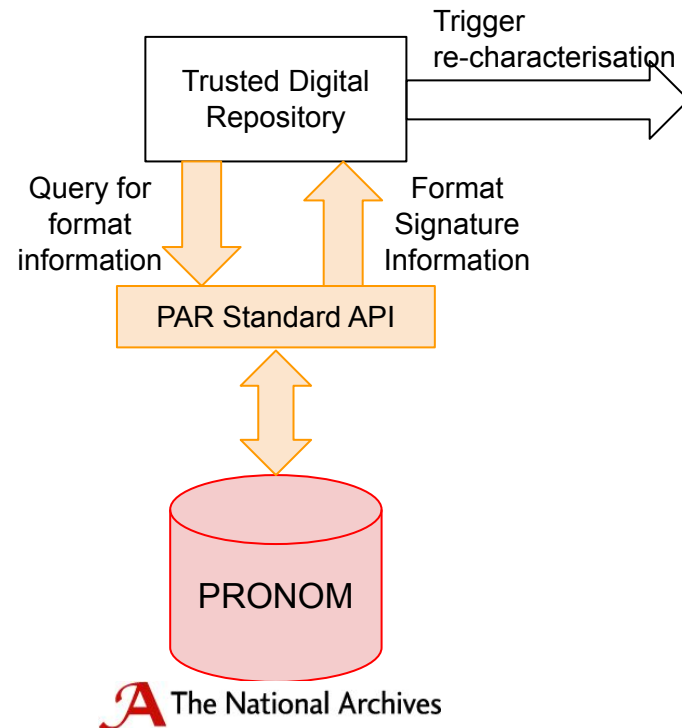 Trigger
re-characterisation
Trusted Digital
Repository
Query for
format
information
Format
Signature
Information
PAR Standard API
PRONOM
The National Archives